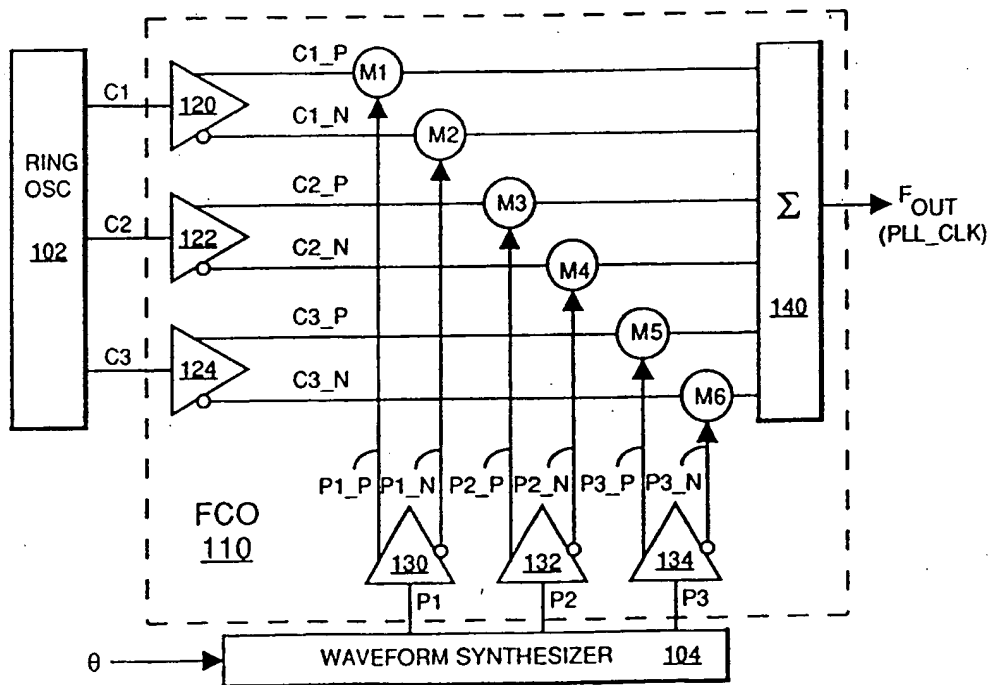 C1_P
M1
C1
120
C1_N
M2
RING
OSC
102
C2_P
M3
C2
122
C2_N
M4
Σ
F_OUT
(PLL_CLK)
C3_P
M5
140
C3
124
C3_N
M6
P1_P P1_N P2_P P2_N P3_P P3_N
FCO
110
130
132
134
P1
P2
P3
θ
WAVEFORM SYNTHESIZER 104